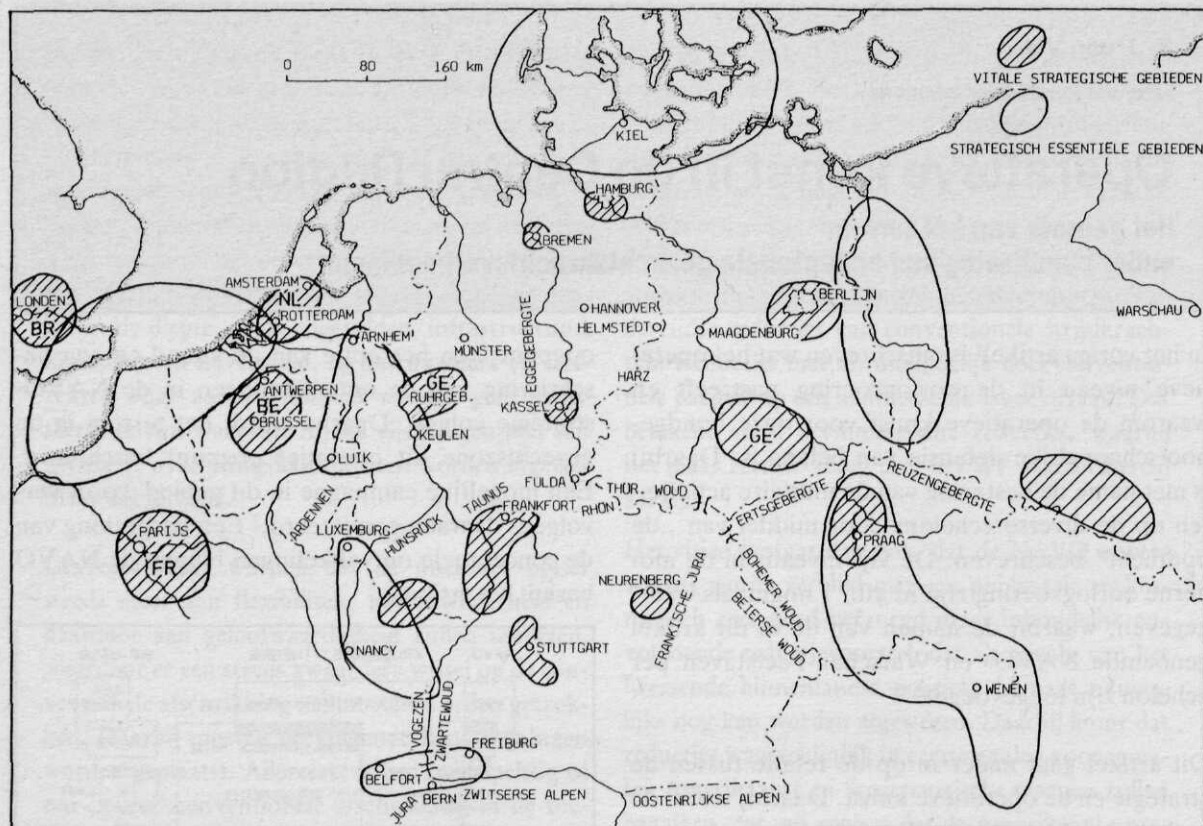 0 80 160 km
VITALE STRATEGISCHE GEBIEDEN
STRATEGISCH ESSENTIËLE GEBIEDEN
KIEL
HAMBURG
BREMEN
AMSTERDAM
NL
ROTTERDAM
LONDEN
BR
ARNHEM
MÜNSTER
EGGEGEBERGTE
HANNOVER
HELMSTEDT
MAAGDENBURG
BERLIJN
WARSCHAU
ANTWERPEN
BE
BRUSSEL
GE
RUHRGEB.
KEULEN
HARZ
KASSEL
LUIK
GE
REUZENGEBERGTE
ERTSGEBERGTE
FULDA
THÜR. WOUD
RHÖN
TAUNUS
FRANKFORT
ARDENNEN
LUXEMBURG
HUNSRÜCK
PARIJS
FR
PRAAG
NEURENBERG
FRANKISCHE JURA
BOHEMER WOUD
BEIERSE WOUD
NANCY
STUTTGART
WENEN
VOGEZEN
ZWARTEWOUD
FREIBURG
BELFORT
BERN
JURA
ZWITSERSE ALPEN
OOSTENRIJKSE ALPEN